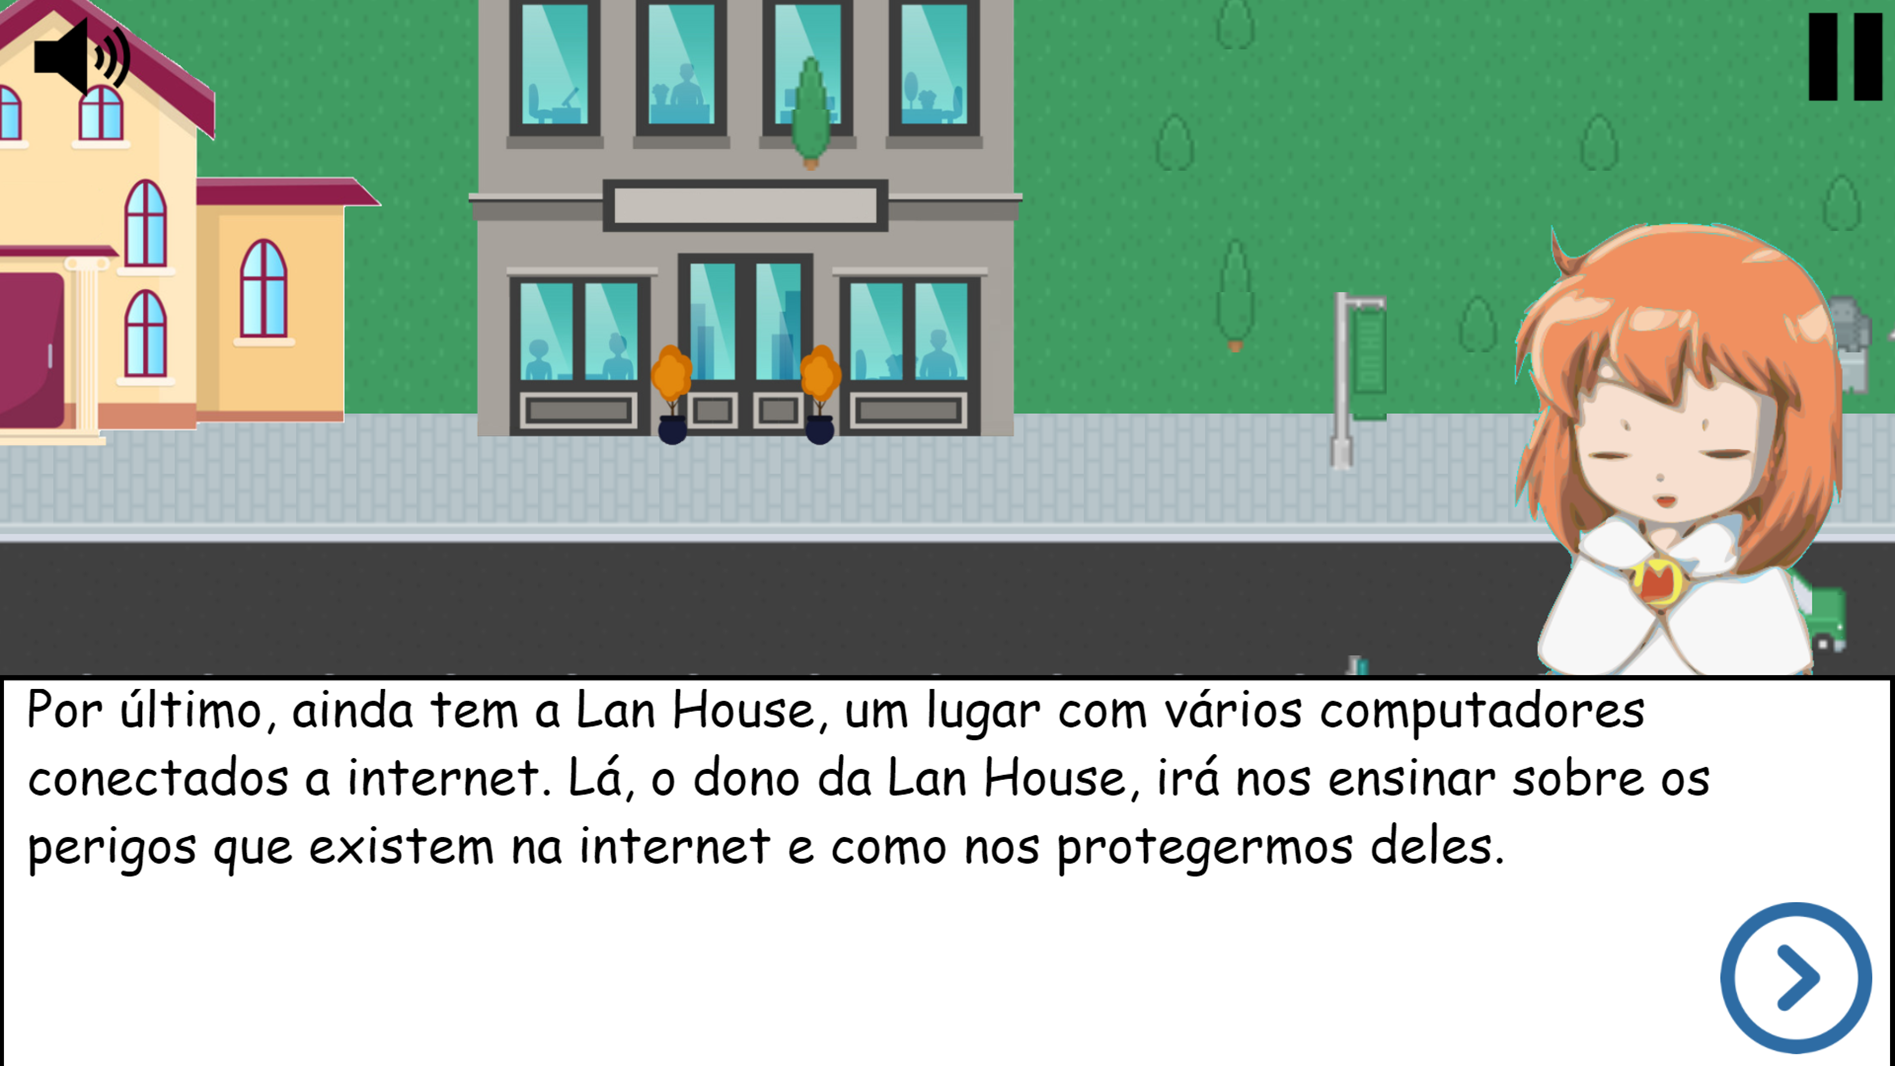 Por último, ainda tem a Lan House, um lugar com vários computadores
conectados a internet. Lá, o dono da Lan House, irá nos ensinar sobre os
perigos que existem na internet e como nos protegermos deles.